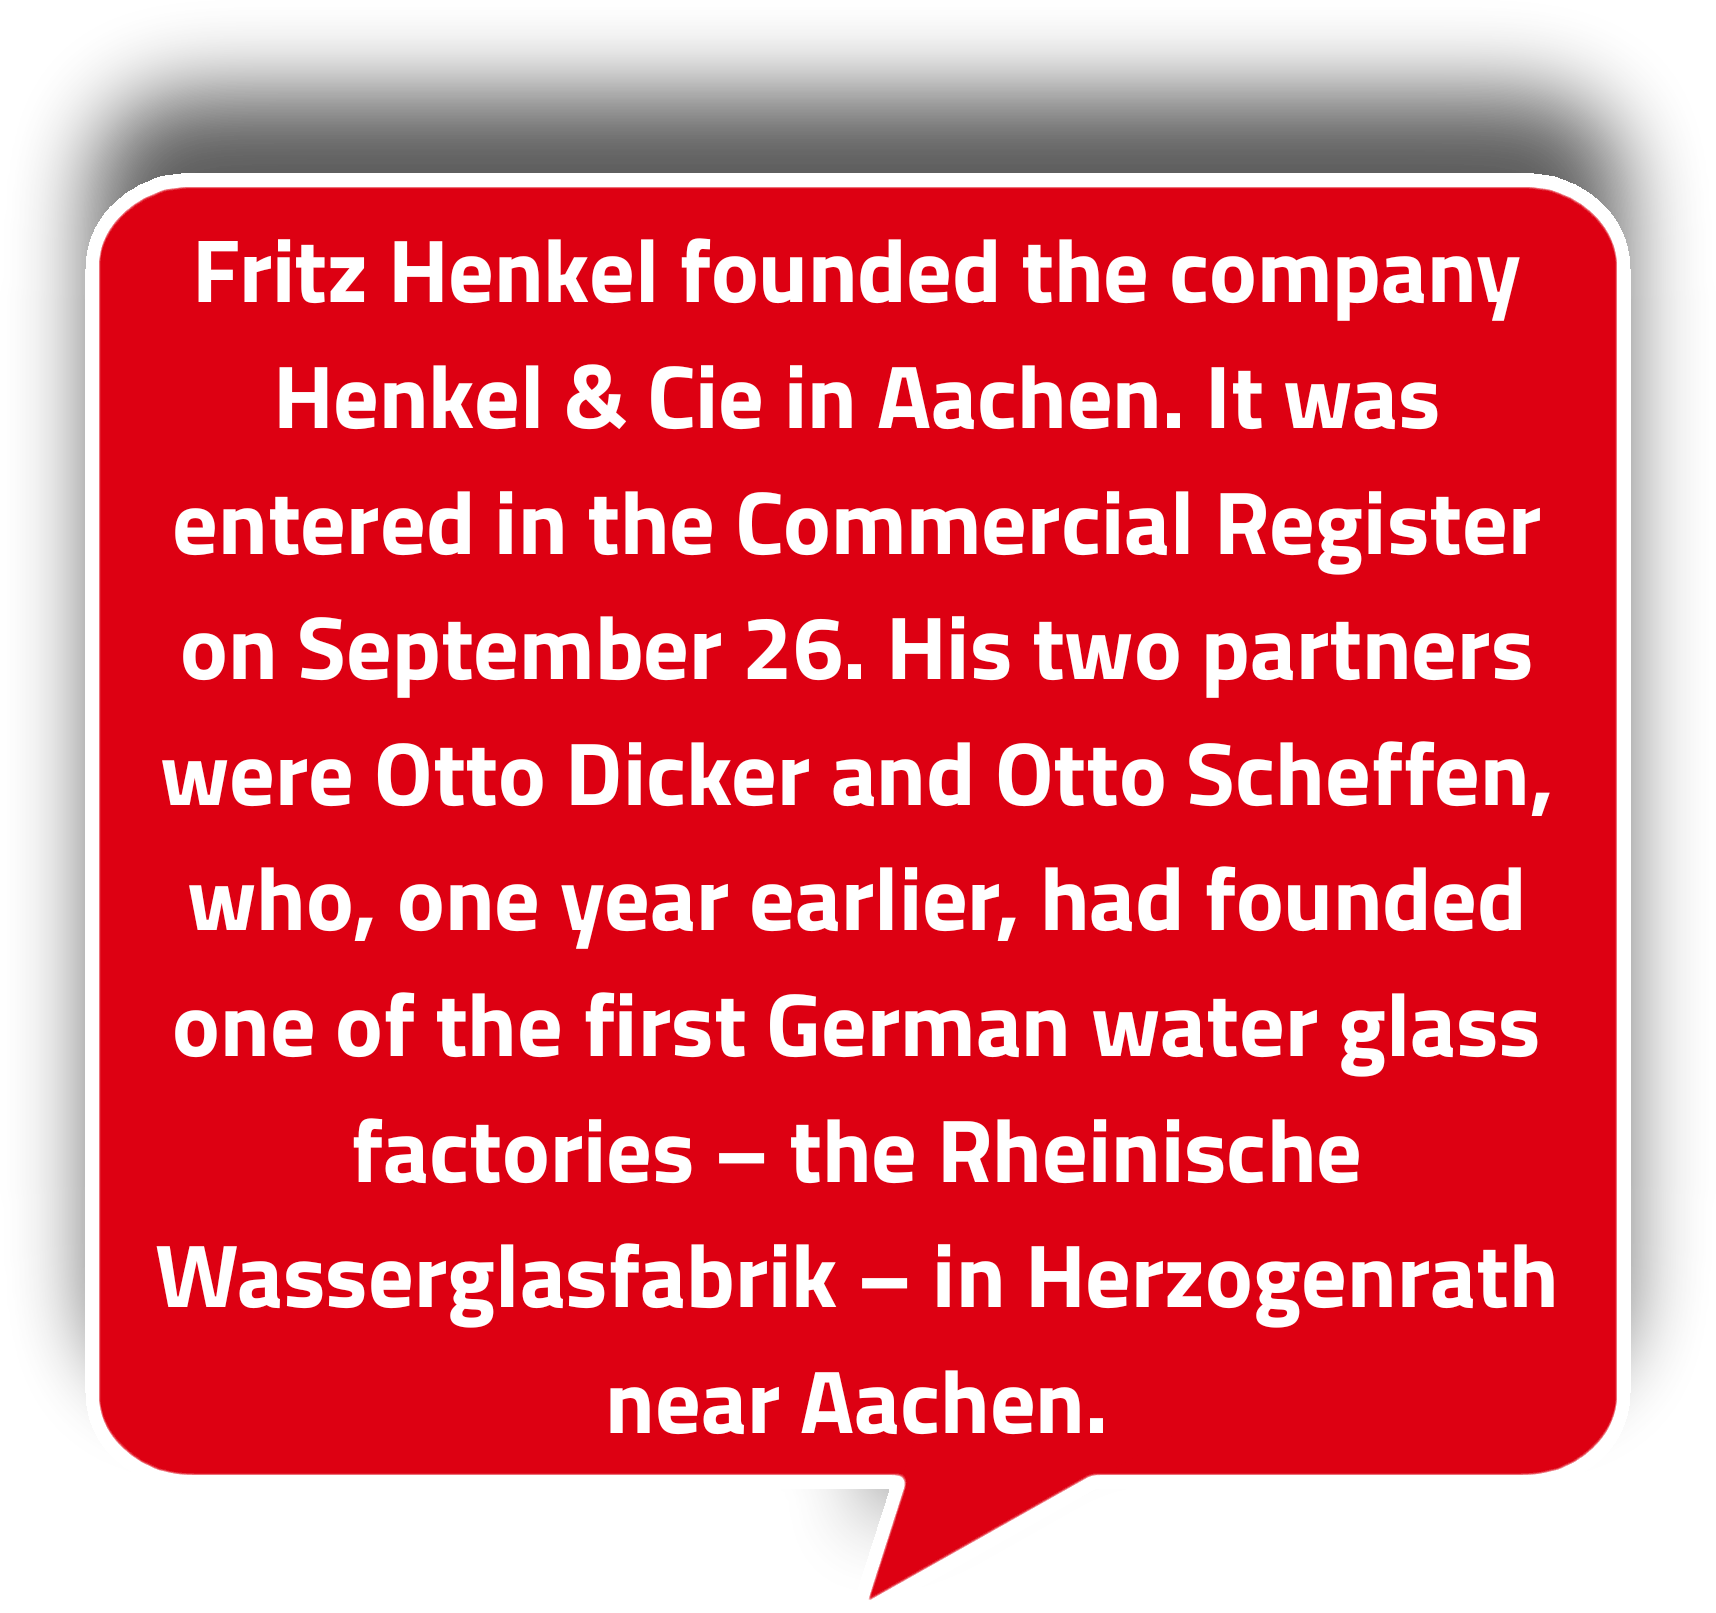 Fritz Henkel founded the company
Henkel & Cie in Aachen. It was
entered in the Commercial Register
on September 26. His two partners
were Otto Dicker and Otto Scheffen,
who, one year earlier, had founded
one of the first German water glass
factories – the Rheinische
Wasserglasfabrik – in Herzogenrath
near Aachen.